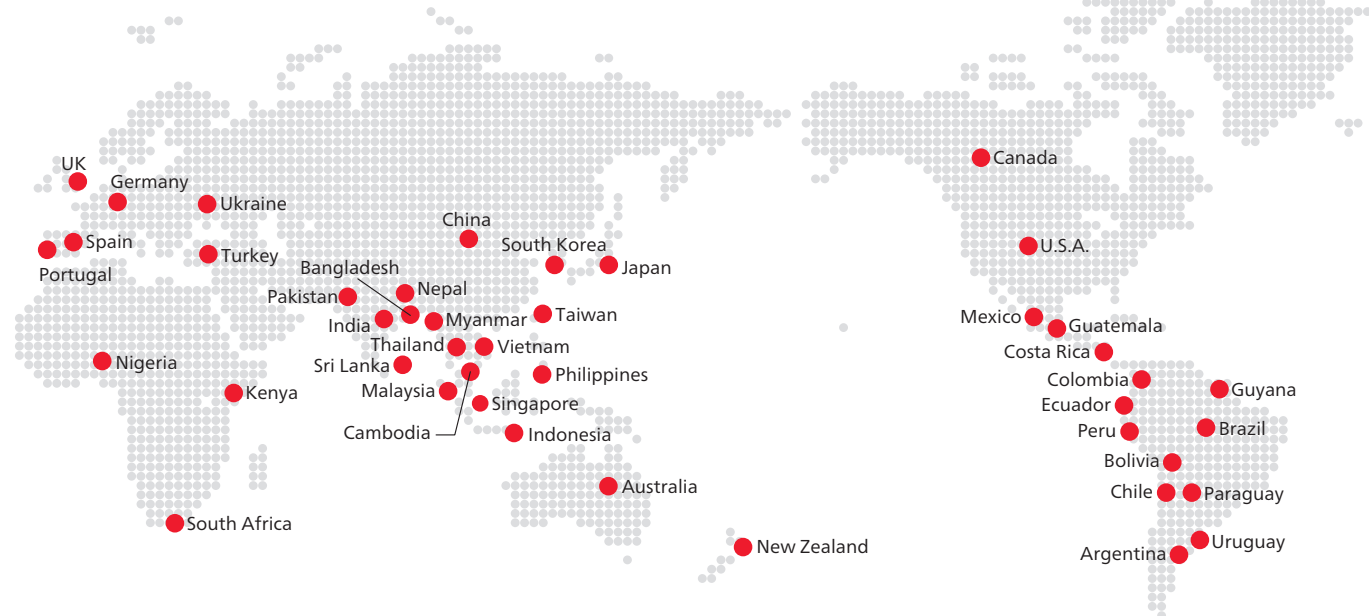 UK
Germany
Ukraine
Spain
Portugal
Turkey
China
South Korea
Japan
Bangladesh
Nepal
Pakistan
India
Myanmar
Taiwan
Thailand
Vietnam
Sri Lanka
Philippines
Malaysia
Singapore
Cambodia
Indonesia
Nigeria
Kenya
South Africa
Australia
New Zealand
Canada
U.S.A.
Mexico
Guatemala
Costa Rica
Colombia
Guyana
Ecuador
Peru
Brazil
Bolivia
Chile
Paraguay
Uruguay
Argentina